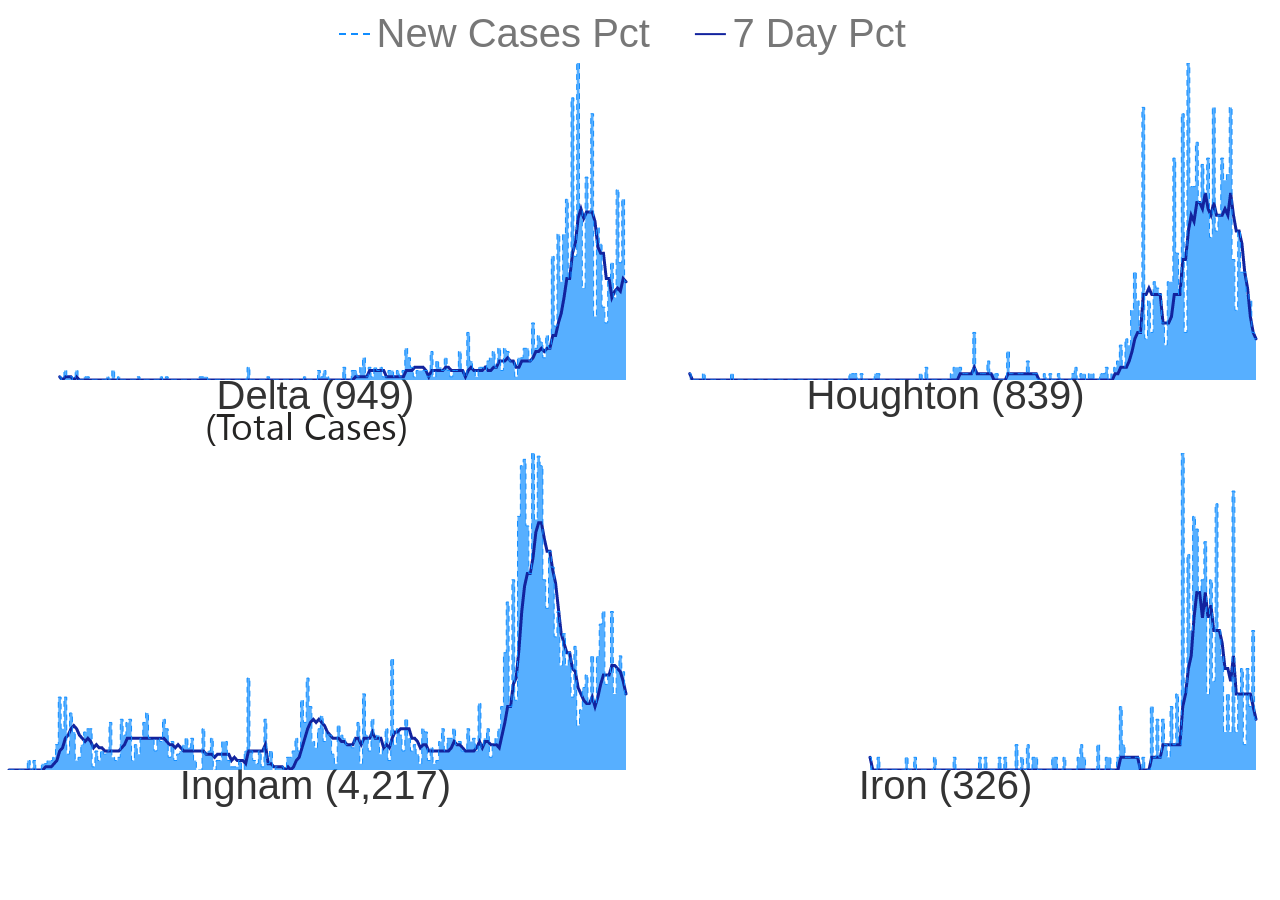 New Cases Pct 7 Day Pct
Delta (949) Houghton (839)
(Total Cases)
Ingham (4,217) Iron (326)